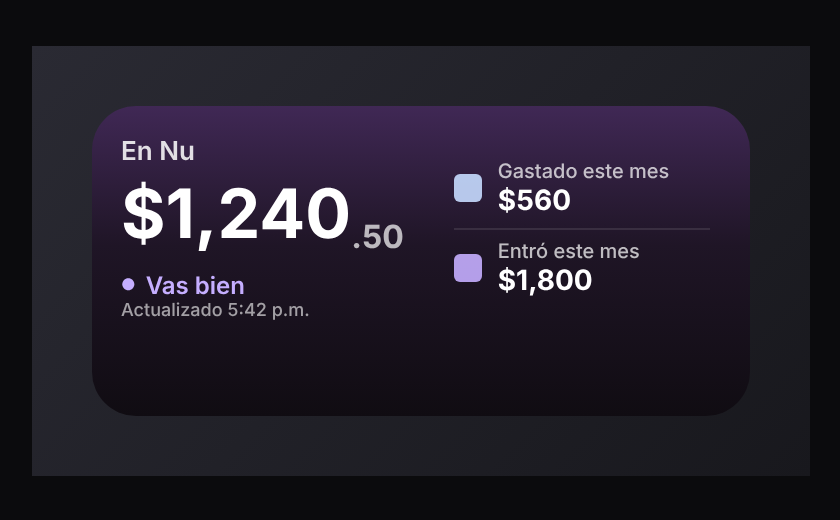 En Nu
$1,240.50
Vas bien
Actualizado 5:42 p.m.
Gastado este mes
$560
Entró este mes
$1,800